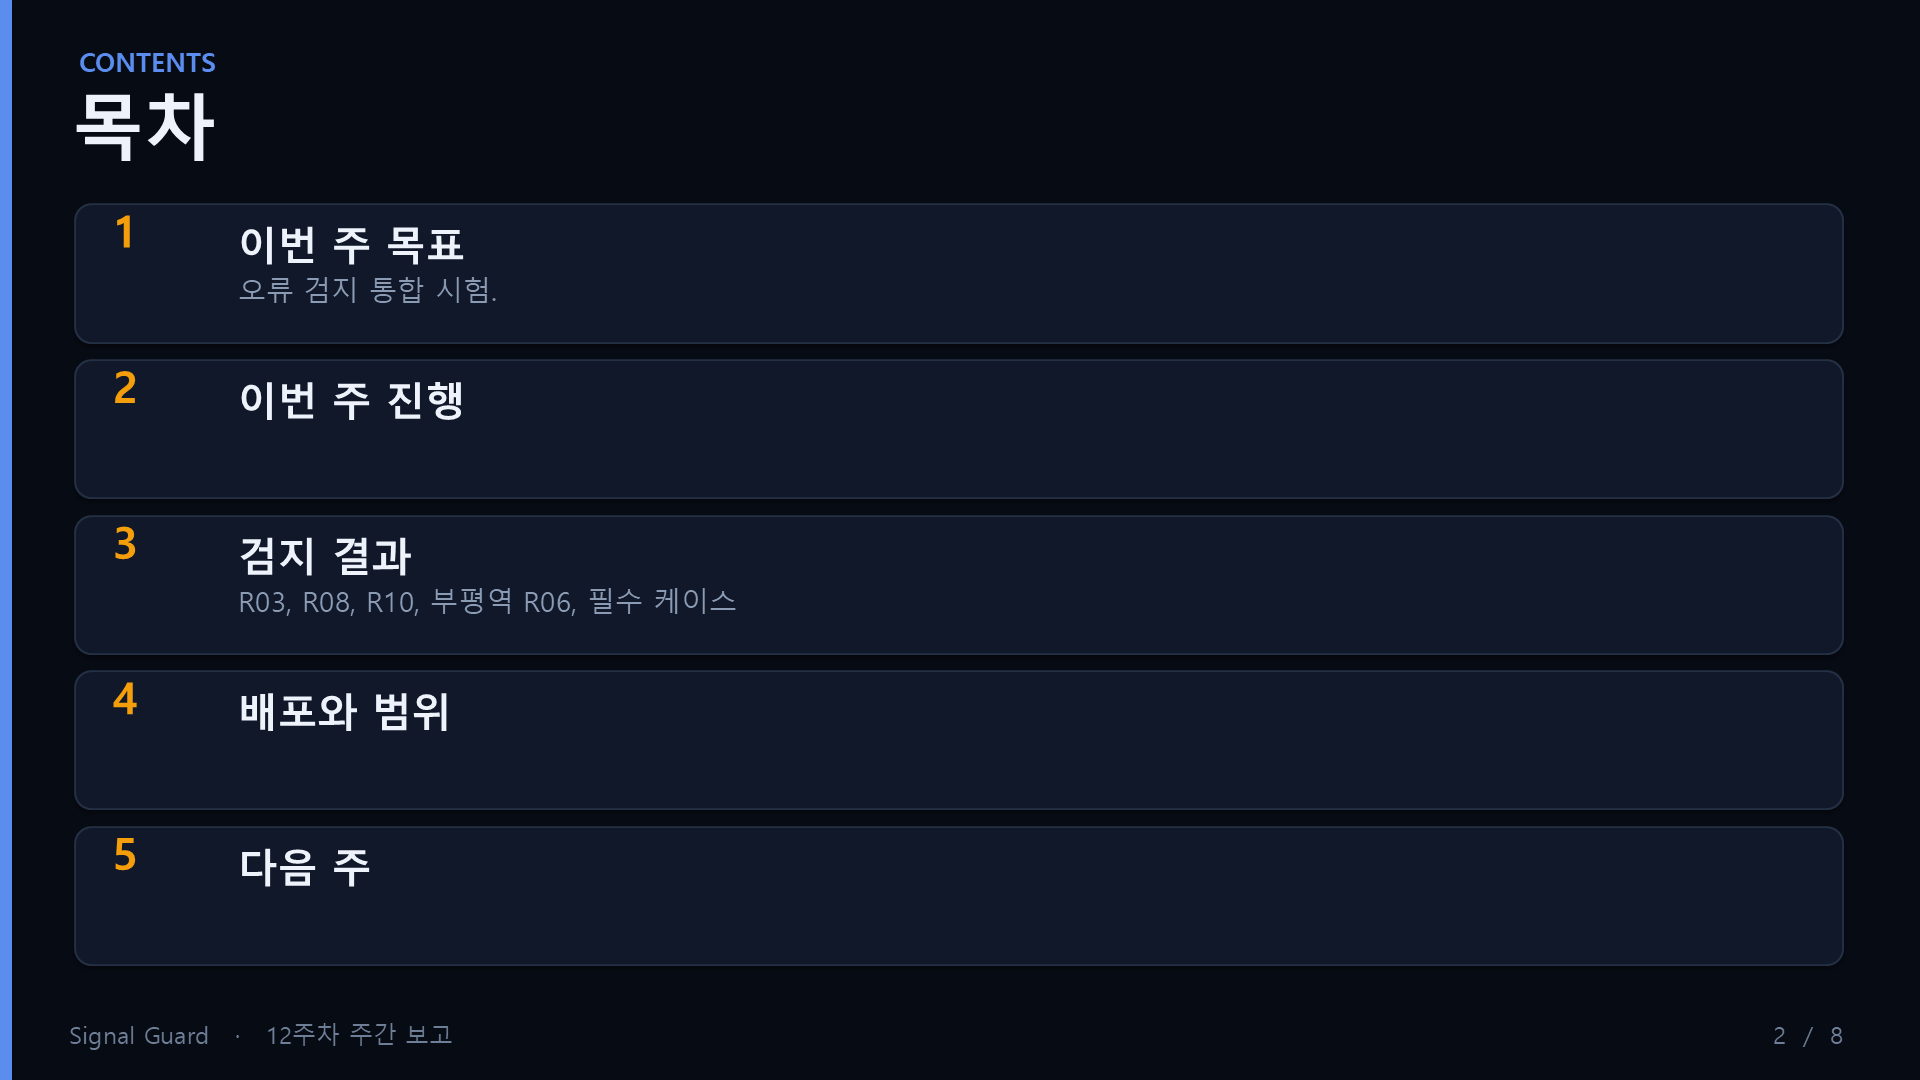 CONTENTS
목차
1
이번 주 목표
오류 검지 통합 시험.
2
이번 주 진행
3
검지 결과
R03, R08, R10, 부평역 R06, 필수 케이스
4
배포와 범위
5
다음 주
Signal Guard · 12주차 주간 보고
2 / 8